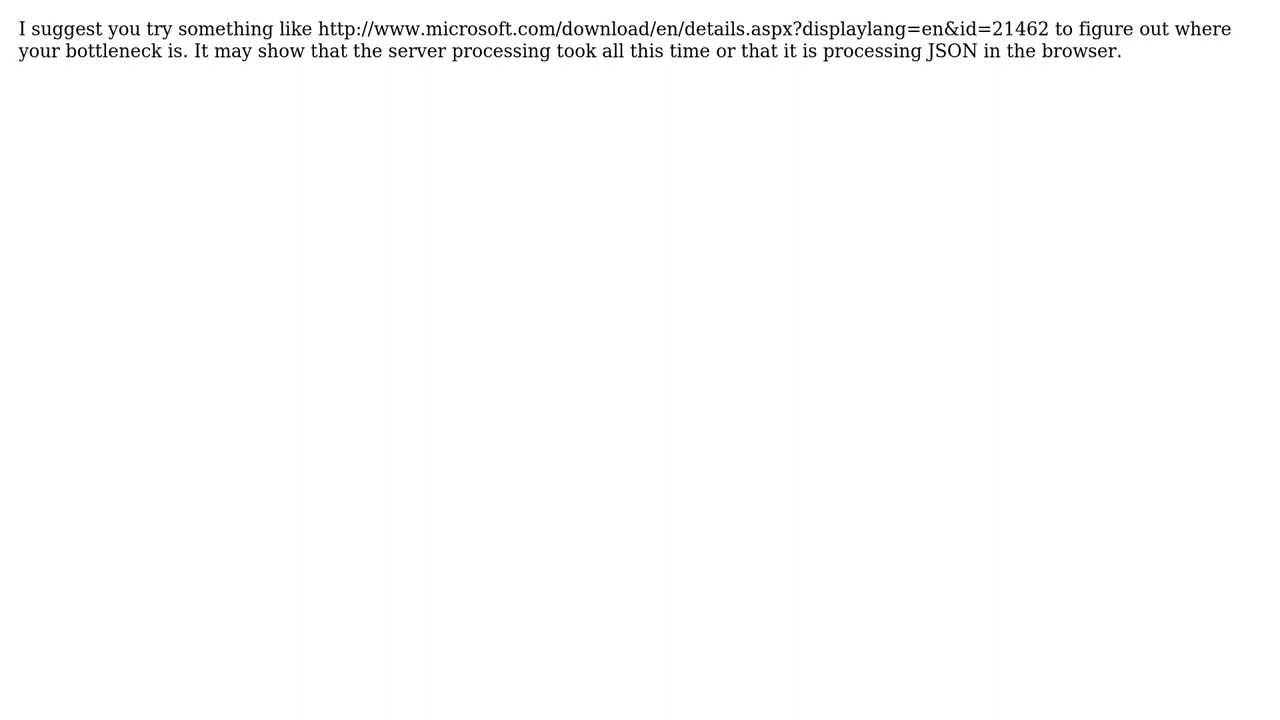 I suggest you try something like http://www.microsoft.com/download/en/details.aspx?displaylang=en&id=21462 to figure out where
your bottleneck is. It may show that the server processing took all this time or that it is processing JSON in the browser.